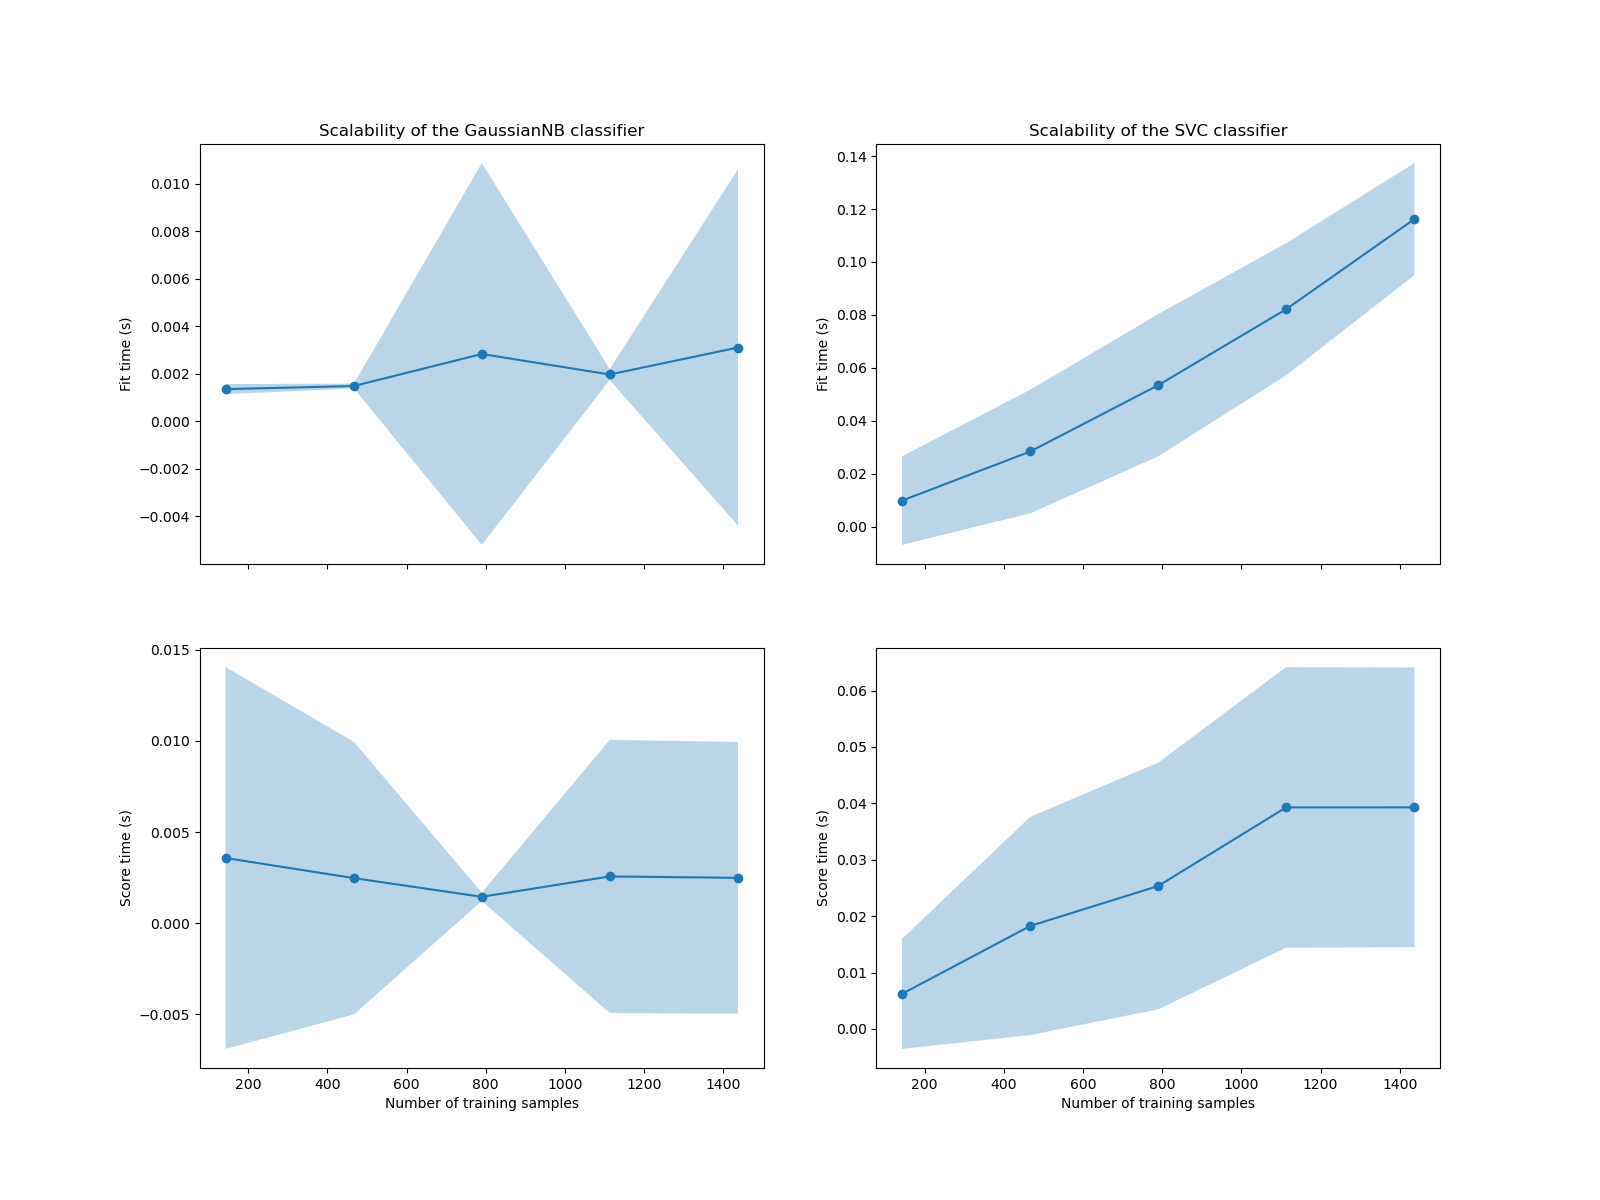 Scalability of the GaussianNB classifier
0.010
0.008
0.006
0.004
0.002
0.000
−0.002
−0.004
Fit time (s)
Scalability of the SVC classifier
0.14
0.12
0.10
0.08
0.06
0.04
0.02
0.00
Fit time (s)
0.015
0.010
0.005
0.000
−0.005
Score time (s)
200 400 600 800 1000 1200 1400
Number of training samples
0.06
0.05
0.04
0.03
0.02
0.01
0.00
Score time (s)
200 400 600 800 1000 1200 1400
Number of training samples